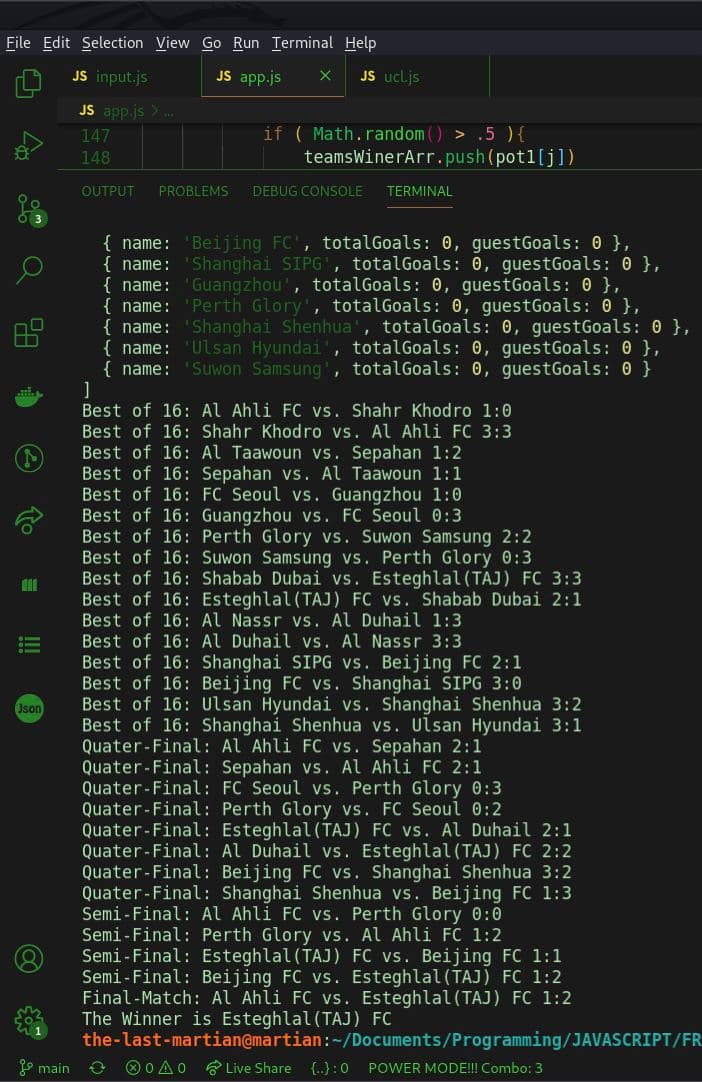 File Edit Selection View Go Run Terminal Help
JS input.js JS app.js × JS ucl.js
JS app.js > ...
147 if ( Math.random() > .5 ){
148 teamsWinerArr.push(pot1[j])
OUTPUT PROBLEMS DEBUG CONSOLE TERMINAL
{ name: 'Beijing FC', totalGoals: 0, guestGoals: 0 },
{ name: 'Shanghai SIPG', totalGoals: 0, guestGoals: 0 },
{ name: 'Guangzhou', totalGoals: 0, guestGoals: 0 },
{ name: 'Perth Glory', totalGoals: 0, guestGoals: 0 },
{ name: 'Shanghai Shenhua', totalGoals: 0, guestGoals: 0 },
{ name: 'Ulsan Hyundai', totalGoals: 0, guestGoals: 0 },
{ name: 'Suwon Samsung', totalGoals: 0, guestGoals: 0 }
]
Best of 16: Al Ahli FC vs. Shahr Khodro 1:0
Best of 16: Shahr Khodro vs. Al Ahli FC 3:3
Best of 16: Al Taawoun vs. Sepahan 1:2
Best of 16: Sepahan vs. Al Taawoun 1:1
Best of 16: FC Seoul vs. Guangzhou 1:0
Best of 16: Guangzhou vs. FC Seoul 0:3
Best of 16: Perth Glory vs. Suwon Samsung 2:2
Best of 16: Suwon Samsung vs. Perth Glory 0:3
Best of 16: Shabab Dubai vs. Esteghlal(TAJ) FC 3:3
Best of 16: Esteghlal(TAJ) FC vs. Shabab Dubai 2:1
Best of 16: Al Nassr vs. Al Duhail 1:3
Best of 16: Al Duhail vs. Al Nassr 3:3
Best of 16: Shanghai SIPG vs. Beijing FC 2:1
Best of 16: Beijing FC vs. Shanghai SIPG 3:0
Best of 16: Ulsan Hyundai vs. Shanghai Shenhua 3:2
Best of 16: Shanghai Shenhua vs. Ulsan Hyundai 3:1
Quater-Final: Al Ahli FC vs. Sepahan 2:1
Quater-Final: Sepahan vs. Al Ahli FC 2:1
Quater-Final: FC Seoul vs. Perth Glory 0:3
Quater-Final: Perth Glory vs. FC Seoul 0:2
Quater-Final: Esteghlal(TAJ) FC vs. Al Duhail 2:1
Quater-Final: Al Duhail vs. Esteghlal(TAJ) FC 2:2
Quater-Final: Beijing FC vs. Shanghai Shenhua 3:2
Quater-Final: Shanghai Shenhua vs. Beijing FC 1:3
Semi-Final: Al Ahli FC vs. Perth Glory 0:0
Semi-Final: Perth Glory vs. Al Ahli FC 1:2
Semi-Final: Esteghlal(TAJ) FC vs. Beijing FC 1:1
Semi-Final: Beijing FC vs. Esteghlal(TAJ) FC 1:2
Final-Match: Al Ahli FC vs. Esteghlal(TAJ) FC 1:2
The Winner is Esteghlal(TAJ) FC
the-last-martian@martian:~/Documents/Programming/JAVASCRIPT/FR
3
Json
1
main 0 0 Live Share {..} : 0 POWER MODE!!! Combo: 3